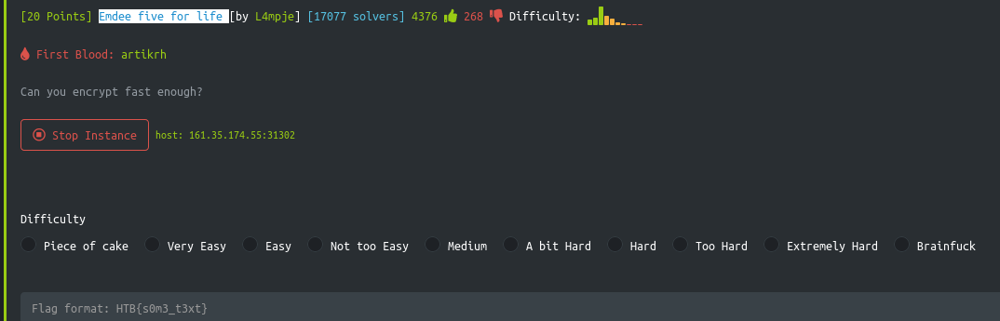 [20 Points] Emdee five for life [by L4mpje] [17077 solvers] 4376 268 Difficulty:
First Blood: artikrh
Can you encrypt fast enough?
Stop Instance host: 161.35.174.55:31302
Difficulty
Piece of cake Very Easy Easy Not too Easy Medium A bit Hard Hard Too Hard Extremely Hard Brainfuck
Flag format: HTB{s0m3_t3xt}